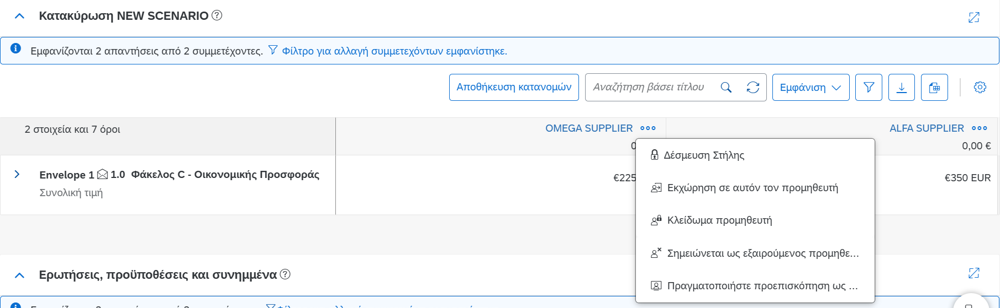 Κατακύρωση NEW SCENARIO
Εμφανίζονται 2 απαντήσεις από 2 συμμετέχοντες. Φίλτρο για αλλαγή συμμετεχόντων εμφανίστηκε.
Αποθήκευση κατανομών Αναζήτηση βάσει τίτλου Εμφάνιση
2 στοιχεία και 7 όροι OMEGA SUPPLIER ALFA SUPPLIER
0,00 €
Δέσμευση Στήλης
Envelope 1 1.0 Φάκελος C - Οικονομικής Προσφοράς €225 €350 EUR
Συνολική τιμή
Εκχώρηση σε αυτόν τον προμηθευτή
Κλείδωμα προμηθευτή
Σημειώνεται ως εξαιρούμενος προμηθε...
Πραγματοποιήστε προεπισκόπηση ως ...
Ερωτήσεις, προϋποθέσεις και συνημμένα